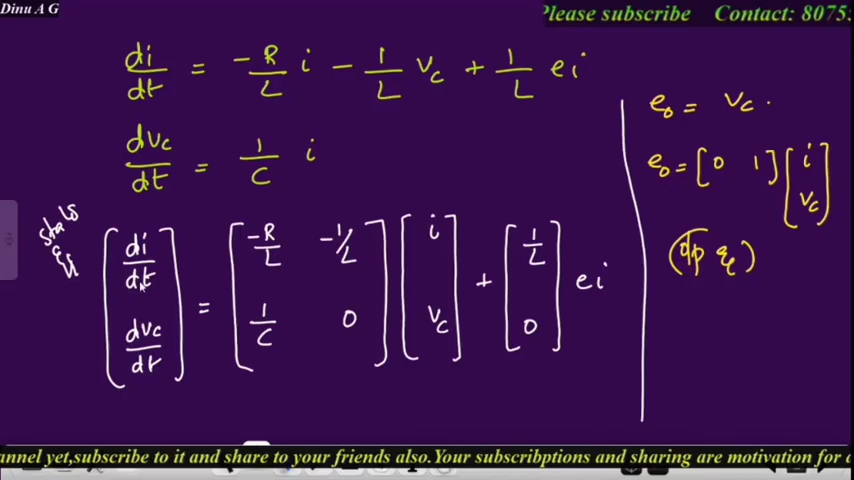 Dinu A G
Please subscribe Contact: 8075
di/dt = -R/L i - 1/L vc + 1/L ei
dvc/dt = 1/C i
[di/dt dvc/dt] = [-R/L -1/L 1/C 0] [i vc] + [1/L 0] ei
eo = vc.
eo = [0 1] [i vc]
(op eq)
annel yet,subscribe to it and share to your friends also.Your subscribptions and sharing are motivation for a